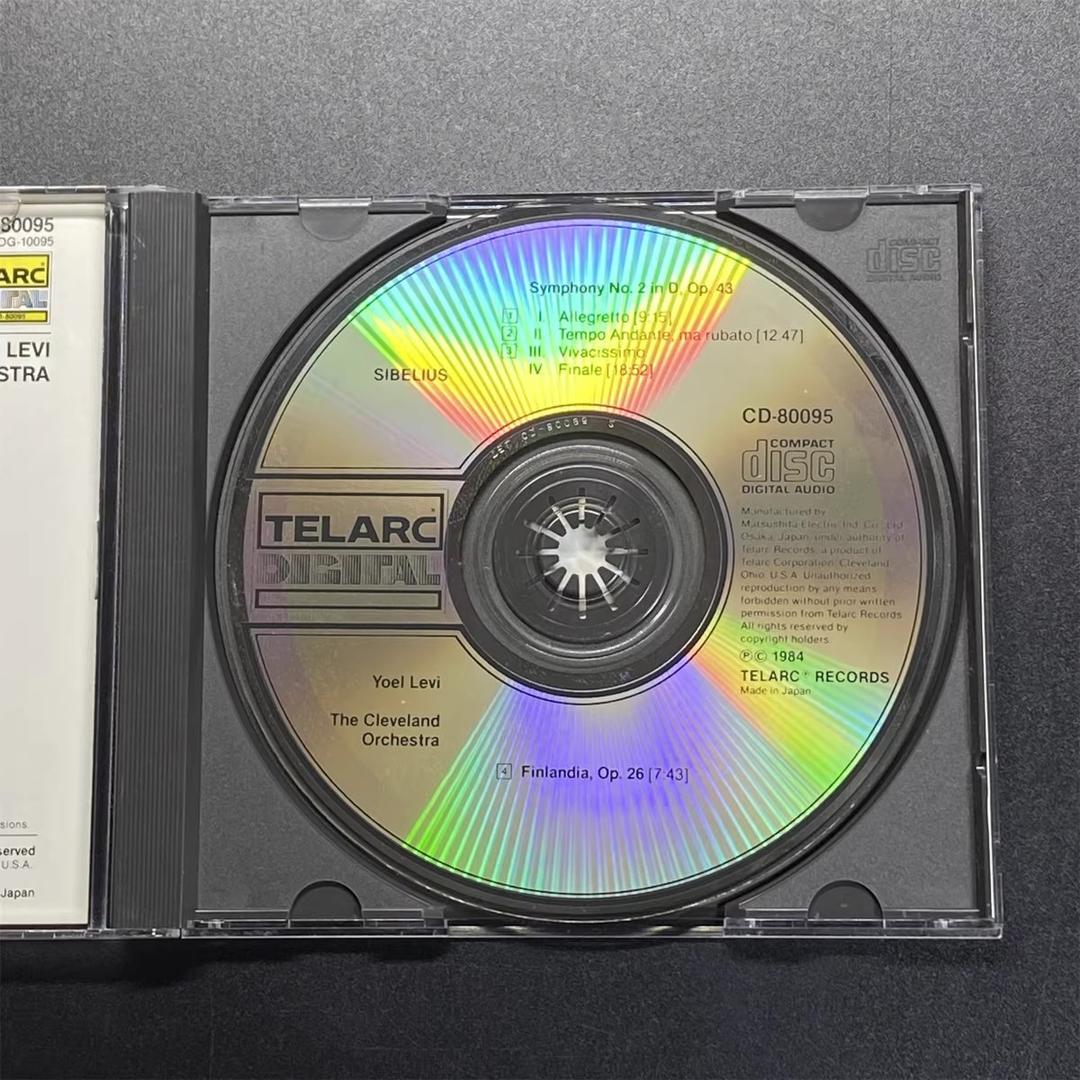 80095
DG-10095
ARC
LEVI
STRA
sions.
served
U.S.A.
Japan
Symphony No. 2 in D, Op. 43
1 I. Allegretto [9:15]
2 II. Tempo Andante, ma rubato [12:47]
3 III. Vivacissimo
IV. Finale [18:52]
SIBELIUS
CD-80095
COMPACT
disc
DIGITAL AUDIO
TELARC
DIGITAL
Manufactured by
Matsushita Electric Ind. Co., Ltd.
Osaka, Japan, under authority of
Telarc Records, a product of
Telarc Corporation, Cleveland,
Ohio, U.S.A. Unauthorized
reproduction by any means
forbidden without prior written
permission from Telarc Records.
All rights reserved by
copyright holders.
℗© 1984
TELARC® RECORDS
Made in Japan
Yoel Levi
The Cleveland
Orchestra
4 Finlandia, Op. 26 [7:43]
COMPACT
disc
DIGITAL AUDIO